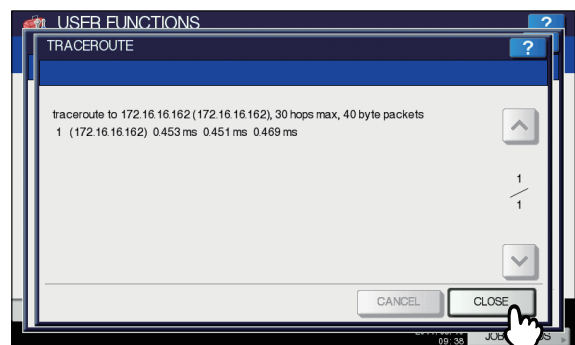 USER FUNCTIONS
?
TRACEROUTE
?
traceroute to 172.16.16.162 (172.16.16.162), 30 hops max, 40 byte packets
1 (172.16.16.162) 0.453 ms 0.451 ms 0.469 ms
1
1
CANCEL
CLOSE
09:38